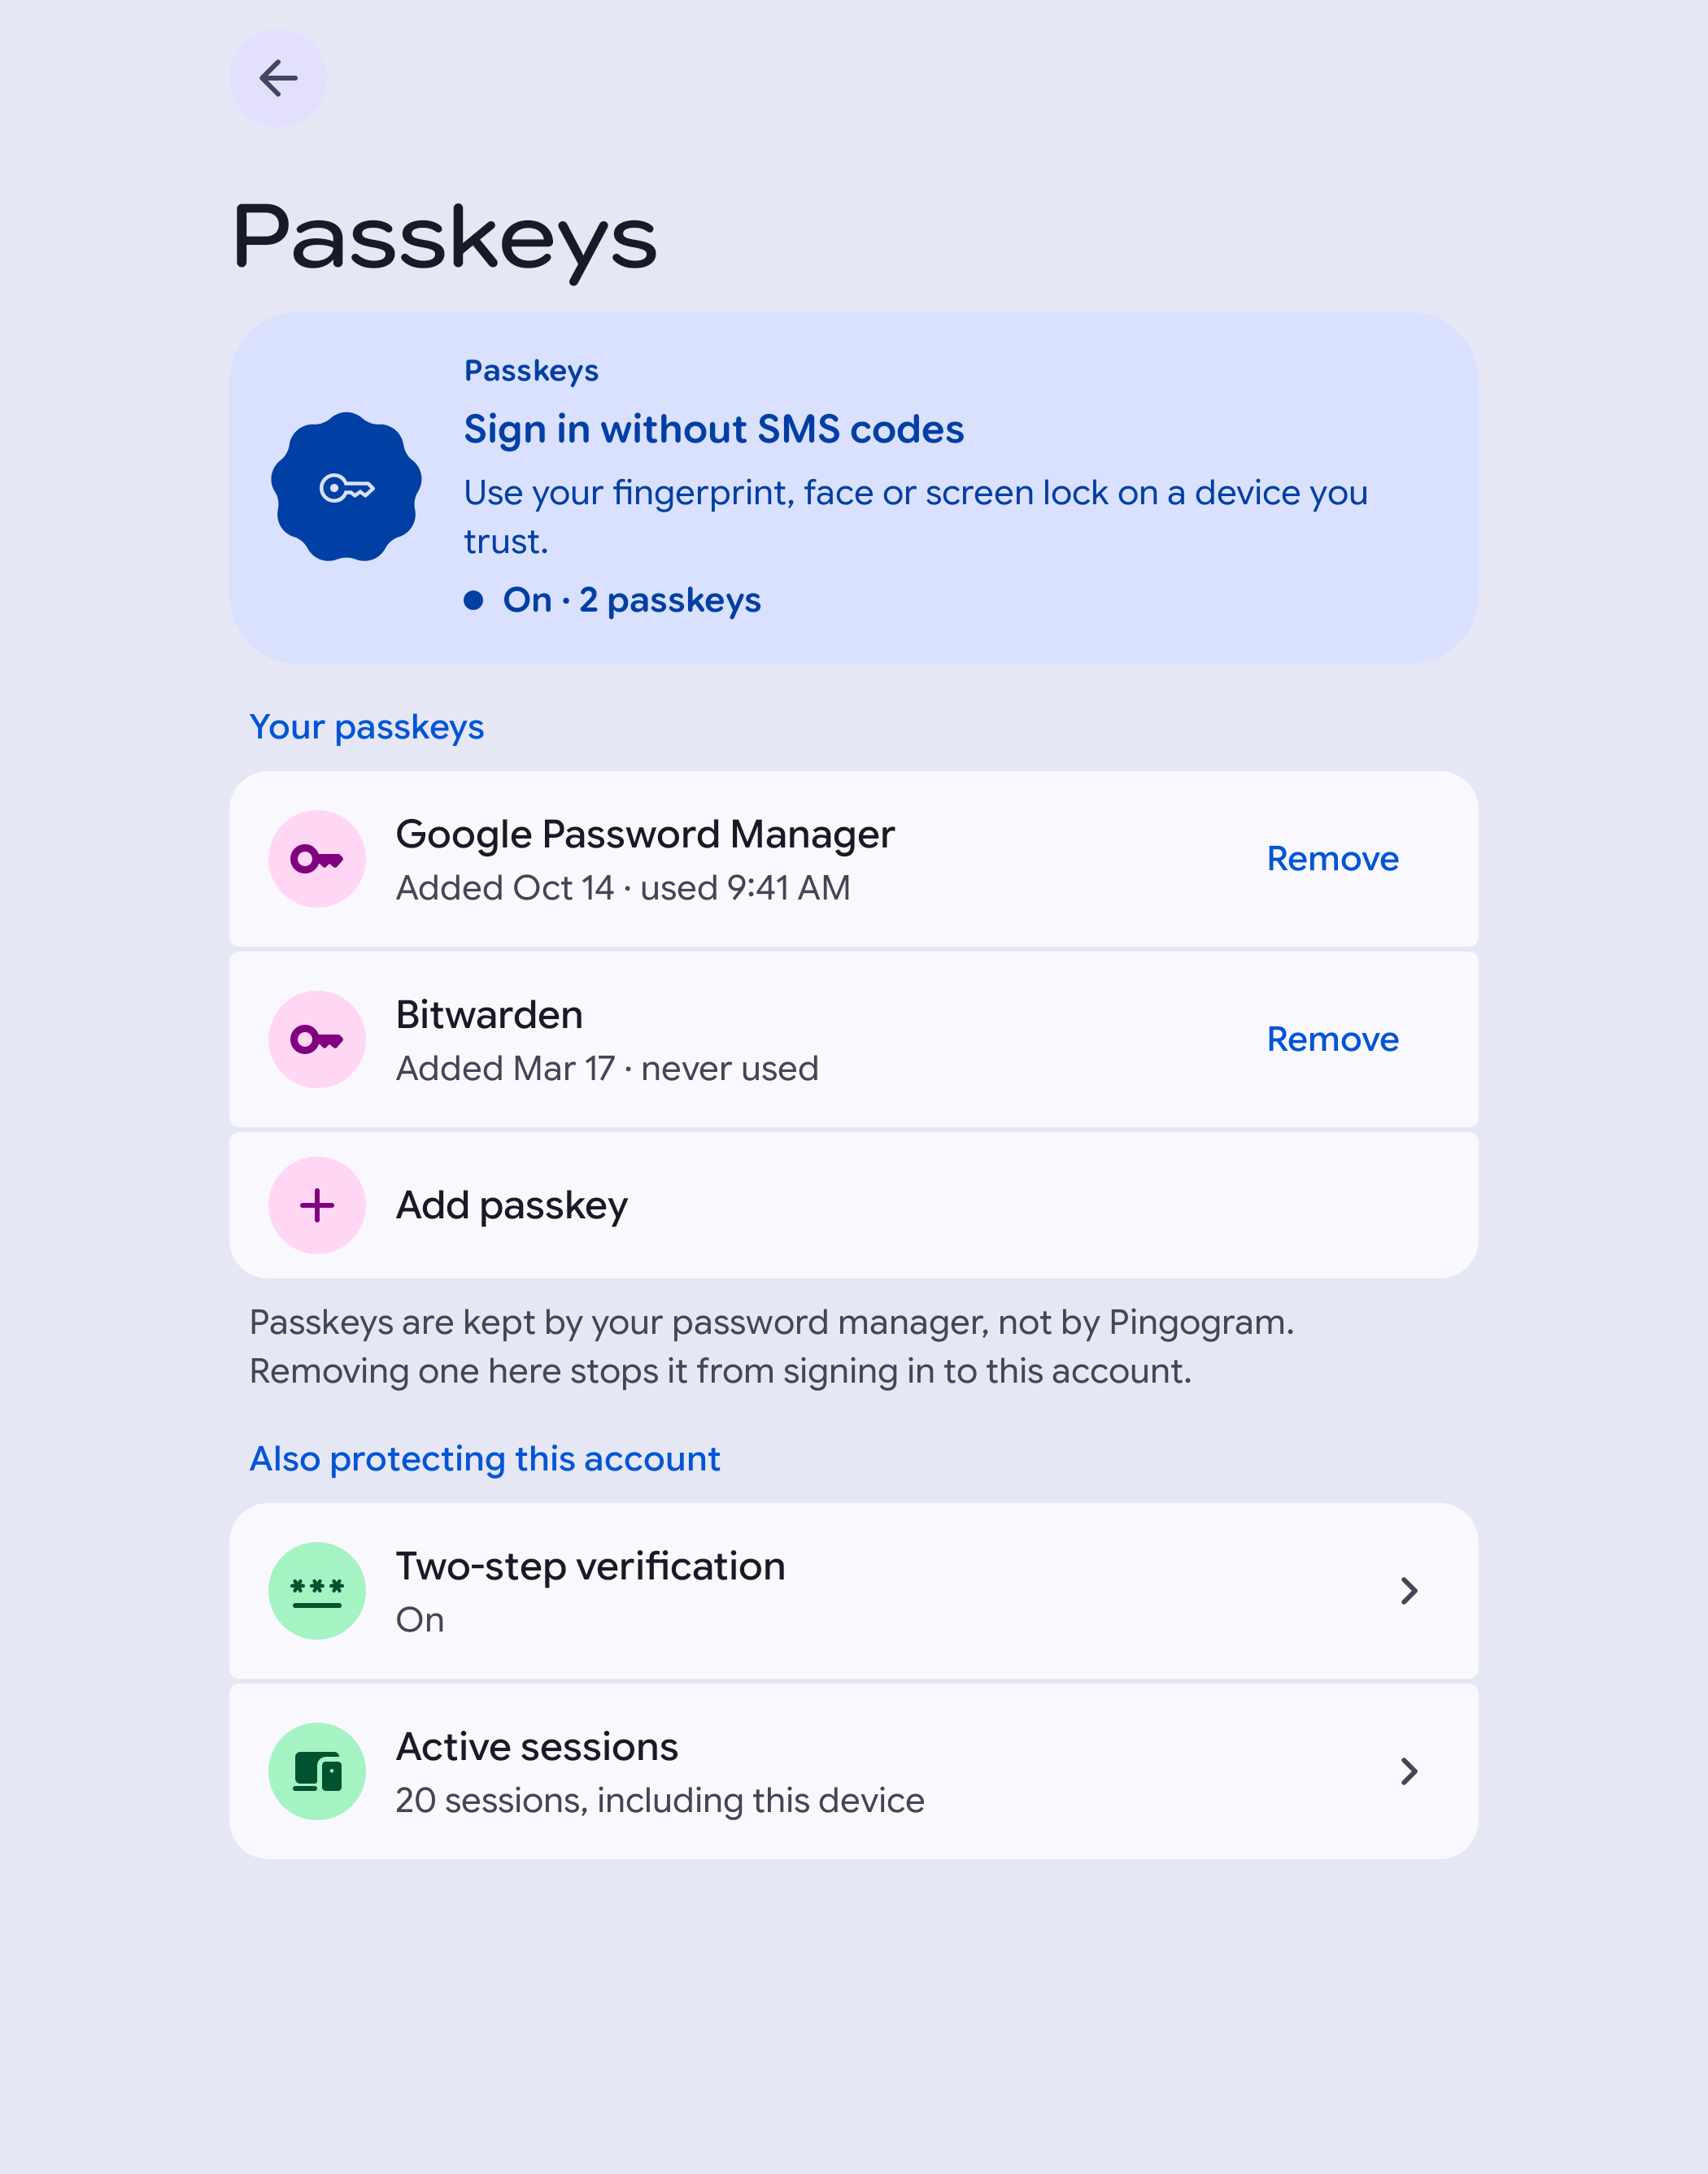 Passkeys
Passkeys
Sign in without SMS codes
Use your fingerprint, face or screen lock on a device you
trust.
On · 2 passkeys
Your passkeys
Google Password Manager
Added Oct 14 · used 9:41 AM
Remove
Bitwarden
Added Mar 17 · never used
Remove
Add passkey
Passkeys are kept by your password manager, not by Pingogram.
Removing one here stops it from signing in to this account.
Also protecting this account
Two-step verification
On
Active sessions
20 sessions, including this device